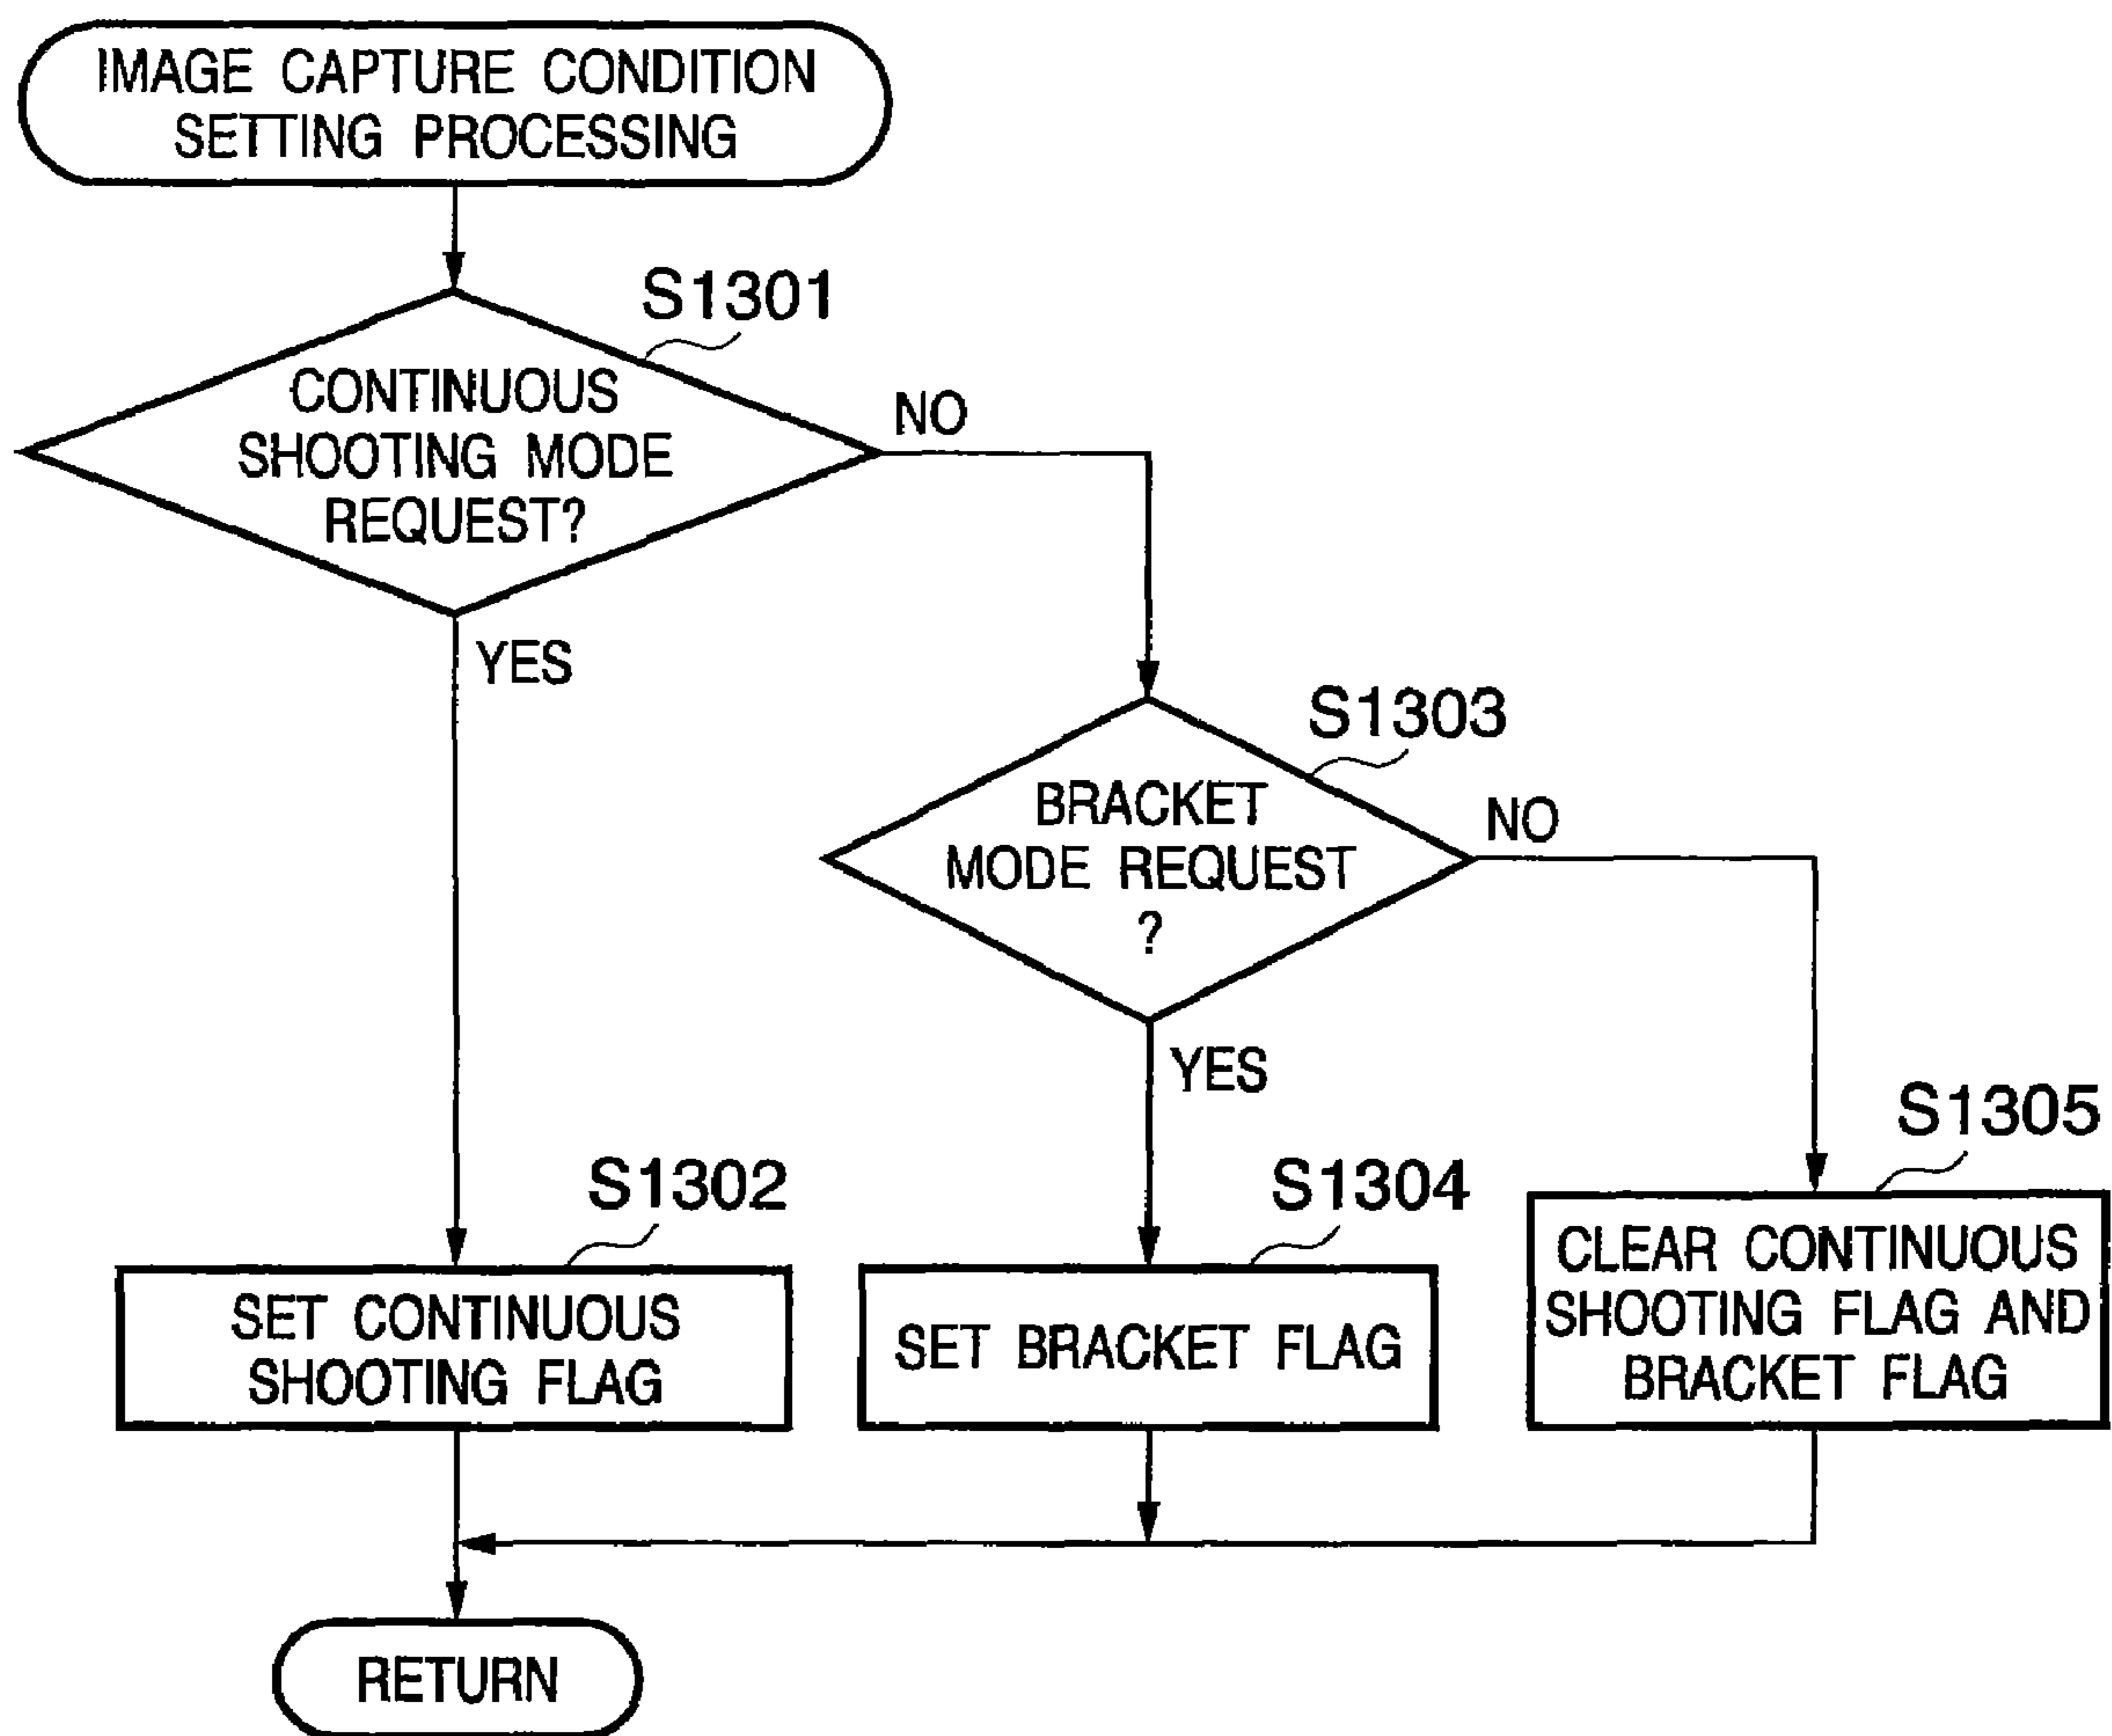 IMAGE CAPTURE CONDITION
SETTING PROCESSING
S1301
CONTINUOUS
SHOOTING MODE
REQUEST?
NO
YES
S1303
BRACKET
MODE REQUEST
?
NO
YES
S1302
SET CONTINUOUS
SHOOTING FLAG
S1304
SET BRACKET FLAG
S1305
CLEAR CONTINUOUS
SHOOTING FLAG AND
BRACKET FLAG
RETURN